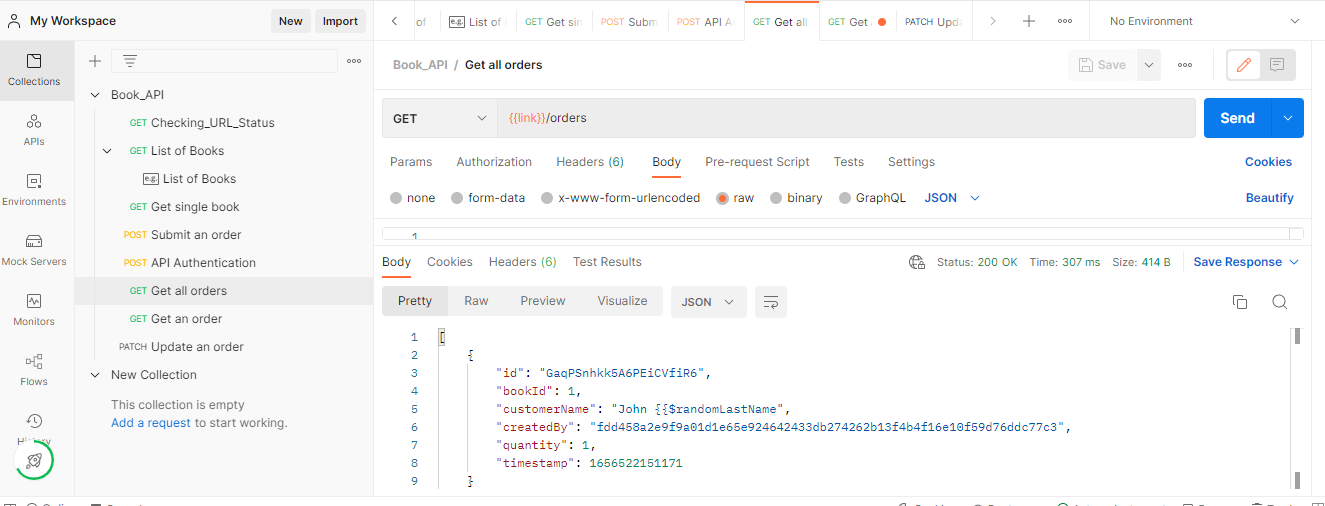 My Workspace New Import
of e.g. List of GET Get sin POST Subm POST API A GET Get all GET Get PATCH Upda No Environment
Collections
APIs
Environments
Mock Servers
Monitors
Flows
History
Book_API
GET Checking_URL_Status
GET List of Books
e.g. List of Books
GET Get single book
POST Submit an order
POST API Authentication
GET Get all orders
GET Get an order
PATCH Update an order
New Collection
This collection is empty
Add a request to start working.
Book_API / Get all orders Save
GET {{link}}/orders Send
Params Authorization Headers (6) Body Pre-request Script Tests Settings Cookies
none form-data x-www-form-urlencoded raw binary GraphQL JSON Beautify
1
Body Cookies Headers (6) Test Results Status: 200 OK Time: 307 ms Size: 414 B Save Response
Pretty Raw Preview Visualize JSON
1 [
2 {
3 "id": "GaqPSnhkk5A6PEiCVfiR6",
4 "bookId": 1,
5 "customerName": "John {{$randomLastName",
6 "createdBy": "fdd458a2e9f9a01d1e65e924642433db274262b13f4b4f16e10f59d76ddc77c3",
7 "quantity": 1,
8 "timestamp": 1656522151171
9 }